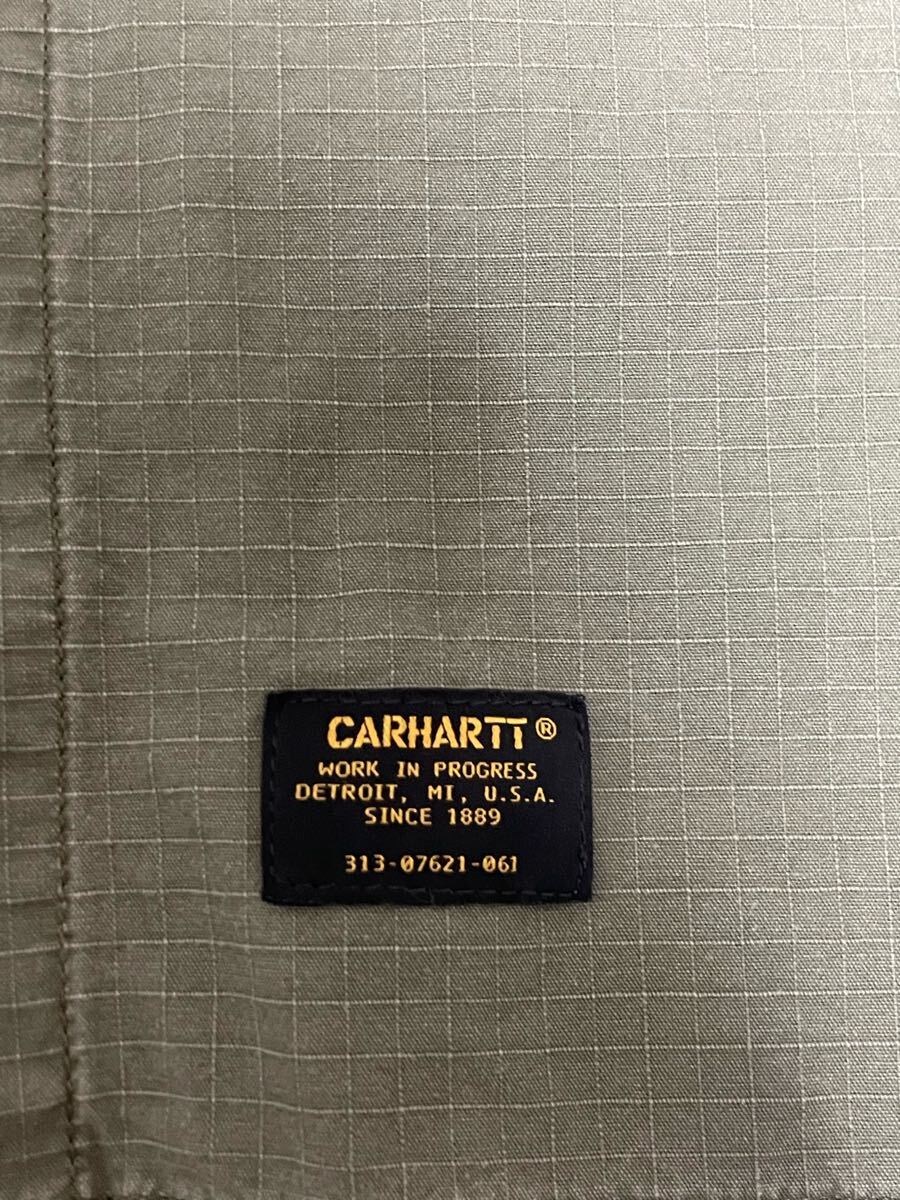 CARHARTT®
WORK IN PROGRESS
DETROIT, MI, U.S.A.
SINCE 1889
313-07621-061